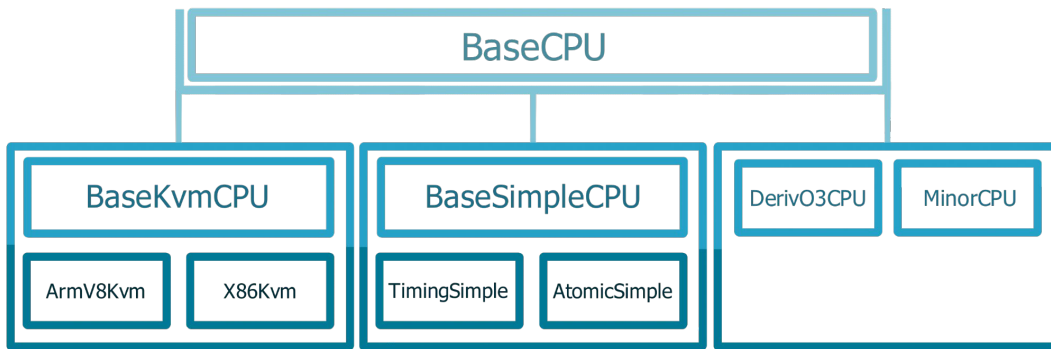 BaseCPU
BaseKvmCPU
BaseSimpleCPU
DerivO3CPU
MinorCPU
ArmV8Kvm
X86Kvm
TimingSimple
AtomicSimple